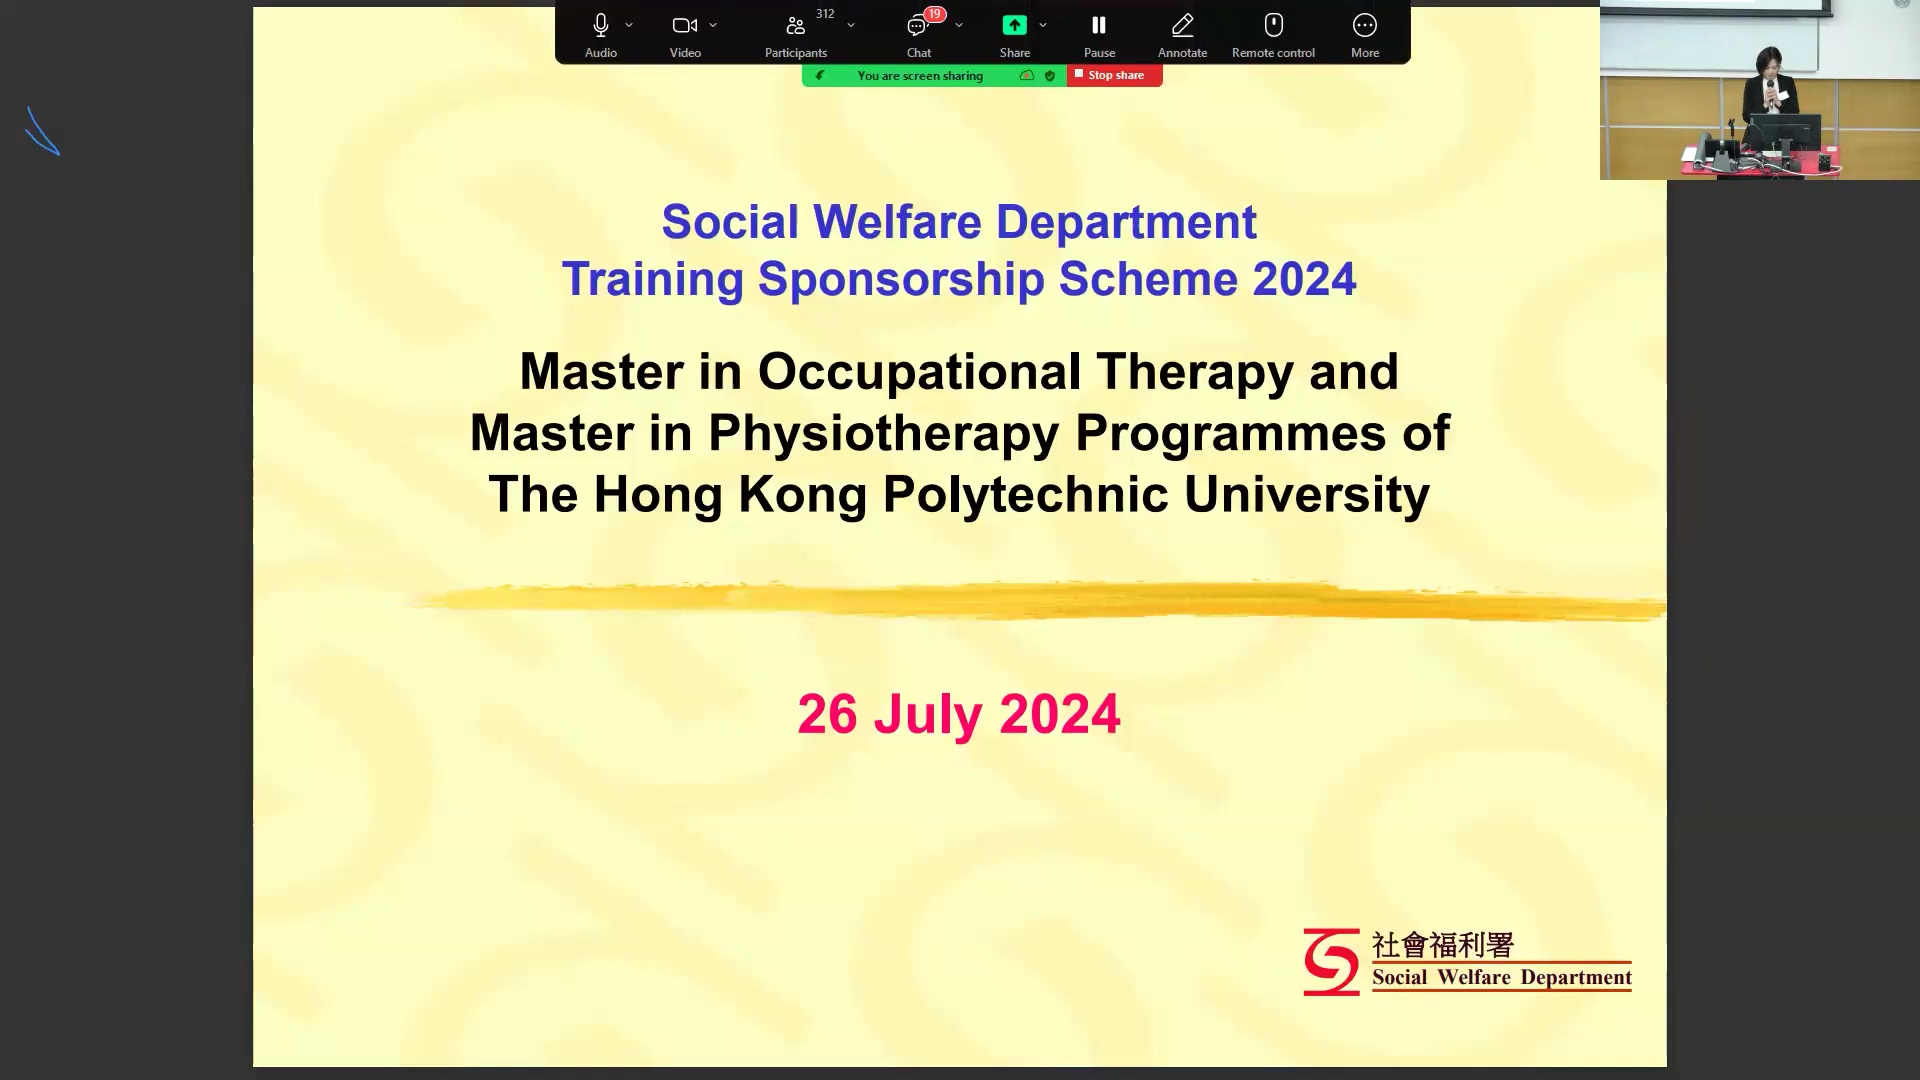 312
19
Audio
Video
Participants
Chat
Share
Pause
Annotate
Remote control
More
You are screen sharing
Stop share
Social Welfare Department
Training Sponsorship Scheme 2024
Master in Occupational Therapy and
Master in Physiotherapy Programmes of
The Hong Kong Polytechnic University
26 July 2024
社會福利署
Social Welfare Department